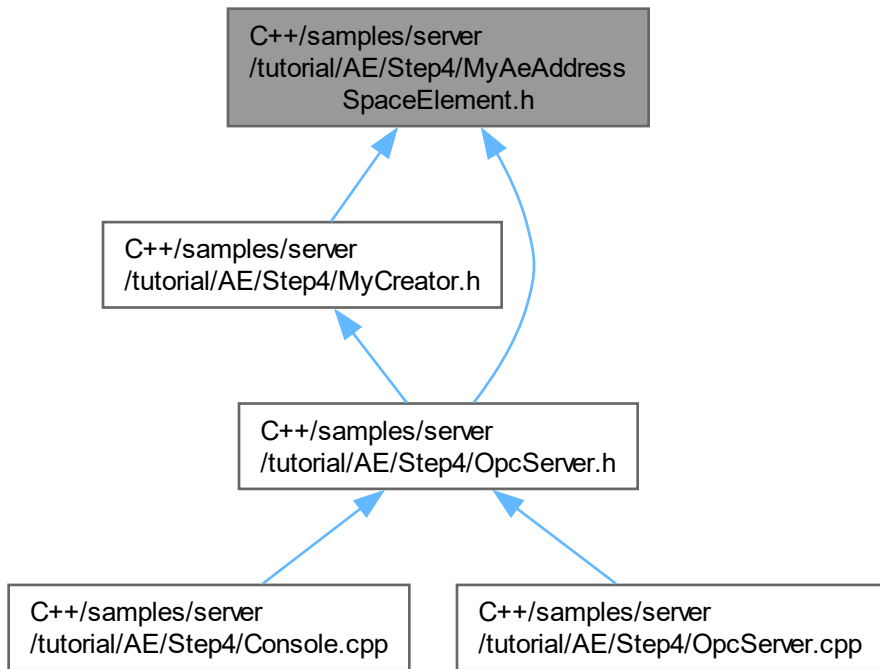 C++/samples/server
/tutorial/AE/Step4/MyAeAddress
SpaceElement.h
C++/samples/server
/tutorial/AE/Step4/MyCreator.h
C++/samples/server
/tutorial/AE/Step4/OpcServer.h
C++/samples/server
/tutorial/AE/Step4/Console.cpp
C++/samples/server
/tutorial/AE/Step4/OpcServer.cpp